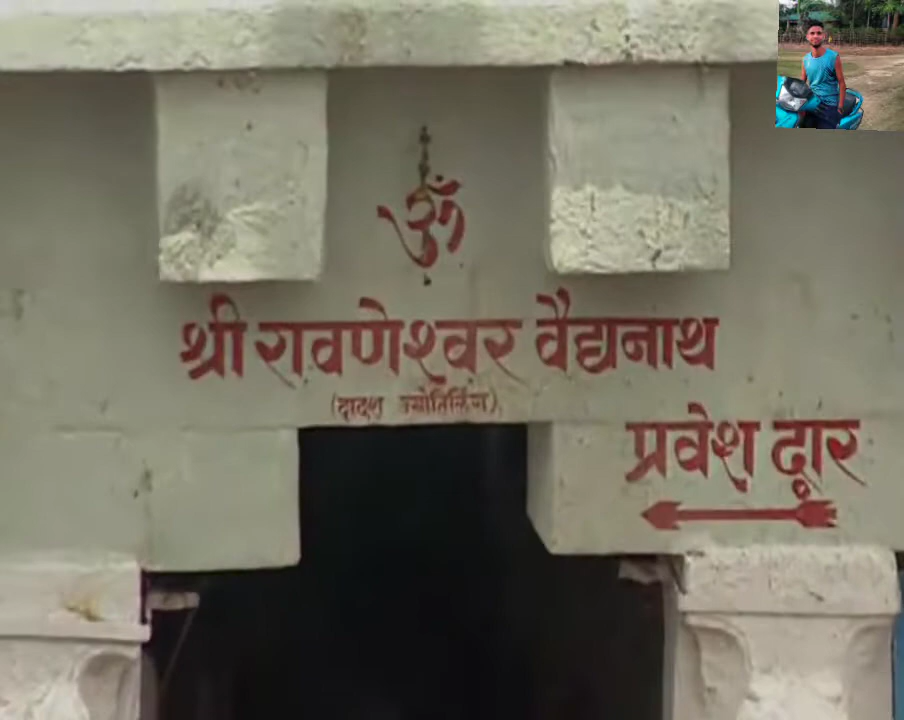 ॐ
श्री रावणेश्वर वैद्यनाथ
(द्वादश ज्योतिर्लिंग)
प्रवेश द्वार